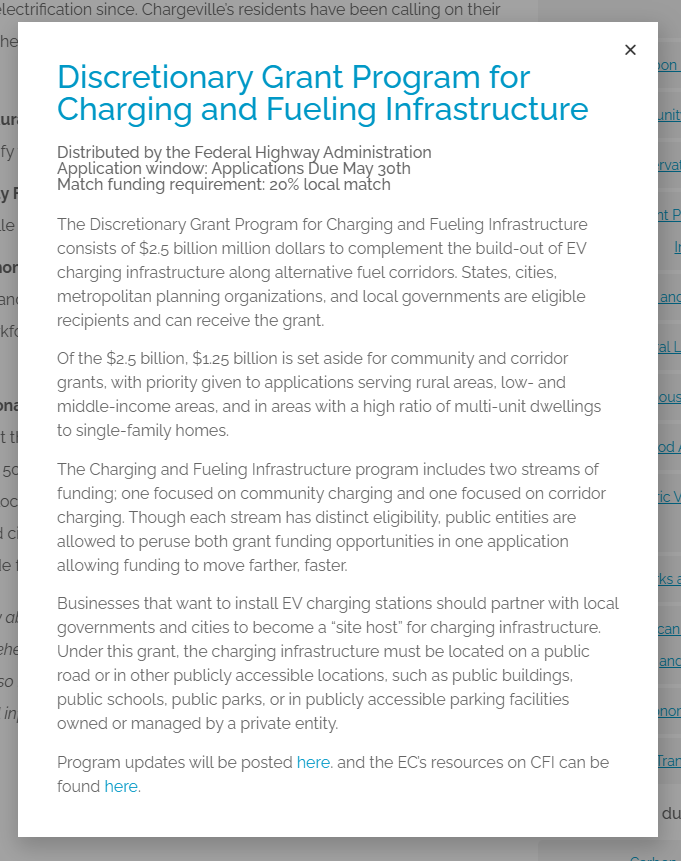 lectrification since. Chargeville's residents have been calling on their
Discretionary Grant Program for
Charging and Fueling Infrastructure
Distributed by the Federal Highway Administration
Application window: Applications Due May 30th
Match funding requirement: 20% local match
The Discretionary Grant Program for Charging and Fueling Infrastructure
consists of $2.5 billion million dollars to complement the build-out of EV
charging infrastructure along alternative fuel corridors. States, cities,
metropolitan planning organizations, and local governments are eligible
recipients and can receive the grant.
Of the $2.5 billion, $1.25 billion is set aside for community and corridor
grants, with priority given to applications serving rural areas, low- and
middle-income areas, and in areas with a high ratio of multi-unit dwellings
to single-family homes.
The Charging and Fueling Infrastructure program includes two streams of
funding; one focused on community charging and one focused on corridor
charging. Though each stream has distinct eligibility, public entities are
allowed to peruse both grant funding opportunities in one application
allowing funding to move farther, faster.
Businesses that want to install EV charging stations should partner with local
governments and cities to become a “site host” for charging infrastructure.
Under this grant, the charging infrastructure must be located on a public
road or in other publicly accessible locations, such as public buildings,
public schools, public parks, or in publicly accessible parking facilities
owned or managed by a private entity.
Program updates will be posted here. and the EC's resources on CFI can be
found here.